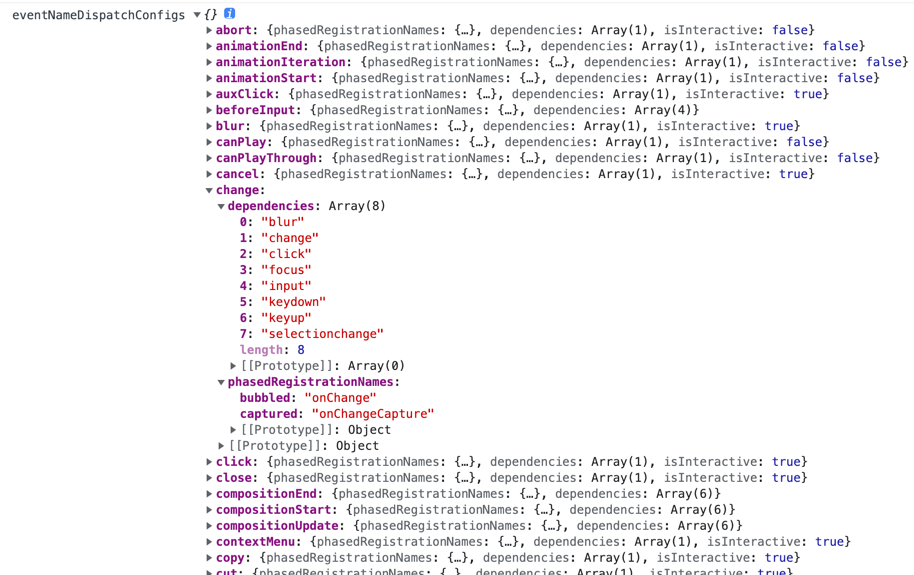 eventNameDispatchConfigs ▼{} i
▶abort: {phasedRegistrationNames: {…}, dependencies: Array(1), isInteractive: false}
▶animationEnd: {phasedRegistrationNames: {…}, dependencies: Array(1), isInteractive: false}
▶animationIteration: {phasedRegistrationNames: {…}, dependencies: Array(1), isInteractive: false}
▶animationStart: {phasedRegistrationNames: {…}, dependencies: Array(1), isInteractive: false}
▶auxClick: {phasedRegistrationNames: {…}, dependencies: Array(1), isInteractive: true}
▶beforeInput: {phasedRegistrationNames: {…}, dependencies: Array(4)}
▶blur: {phasedRegistrationNames: {…}, dependencies: Array(1), isInteractive: true}
▶canPlay: {phasedRegistrationNames: {…}, dependencies: Array(1), isInteractive: false}
▶canPlayThrough: {phasedRegistrationNames: {…}, dependencies: Array(1), isInteractive: false}
▶cancel: {phasedRegistrationNames: {…}, dependencies: Array(1), isInteractive: true}
▼change:
▼dependencies: Array(8)
0: "blur"
1: "change"
2: "click"
3: "focus"
4: "input"
5: "keydown"
6: "keyup"
7: "selectionchange"
length: 8
▶[[Prototype]]: Array(0)
▼phasedRegistrationNames:
bubbled: "onChange"
captured: "onChangeCapture"
▶[[Prototype]]: Object
▶[[Prototype]]: Object
▶click: {phasedRegistrationNames: {…}, dependencies: Array(1), isInteractive: true}
▶close: {phasedRegistrationNames: {…}, dependencies: Array(1), isInteractive: true}
▶compositionEnd: {phasedRegistrationNames: {…}, dependencies: Array(6)}
▶compositionStart: {phasedRegistrationNames: {…}, dependencies: Array(6)}
▶compositionUpdate: {phasedRegistrationNames: {…}, dependencies: Array(6)}
▶contextMenu: {phasedRegistrationNames: {…}, dependencies: Array(1), isInteractive: true}
▶copy: {phasedRegistrationNames: {…}, dependencies: Array(1), isInteractive: true}
▶cut: {phasedRegistrationNames: {…}, dependencies: Array(1), isInteractive: true}